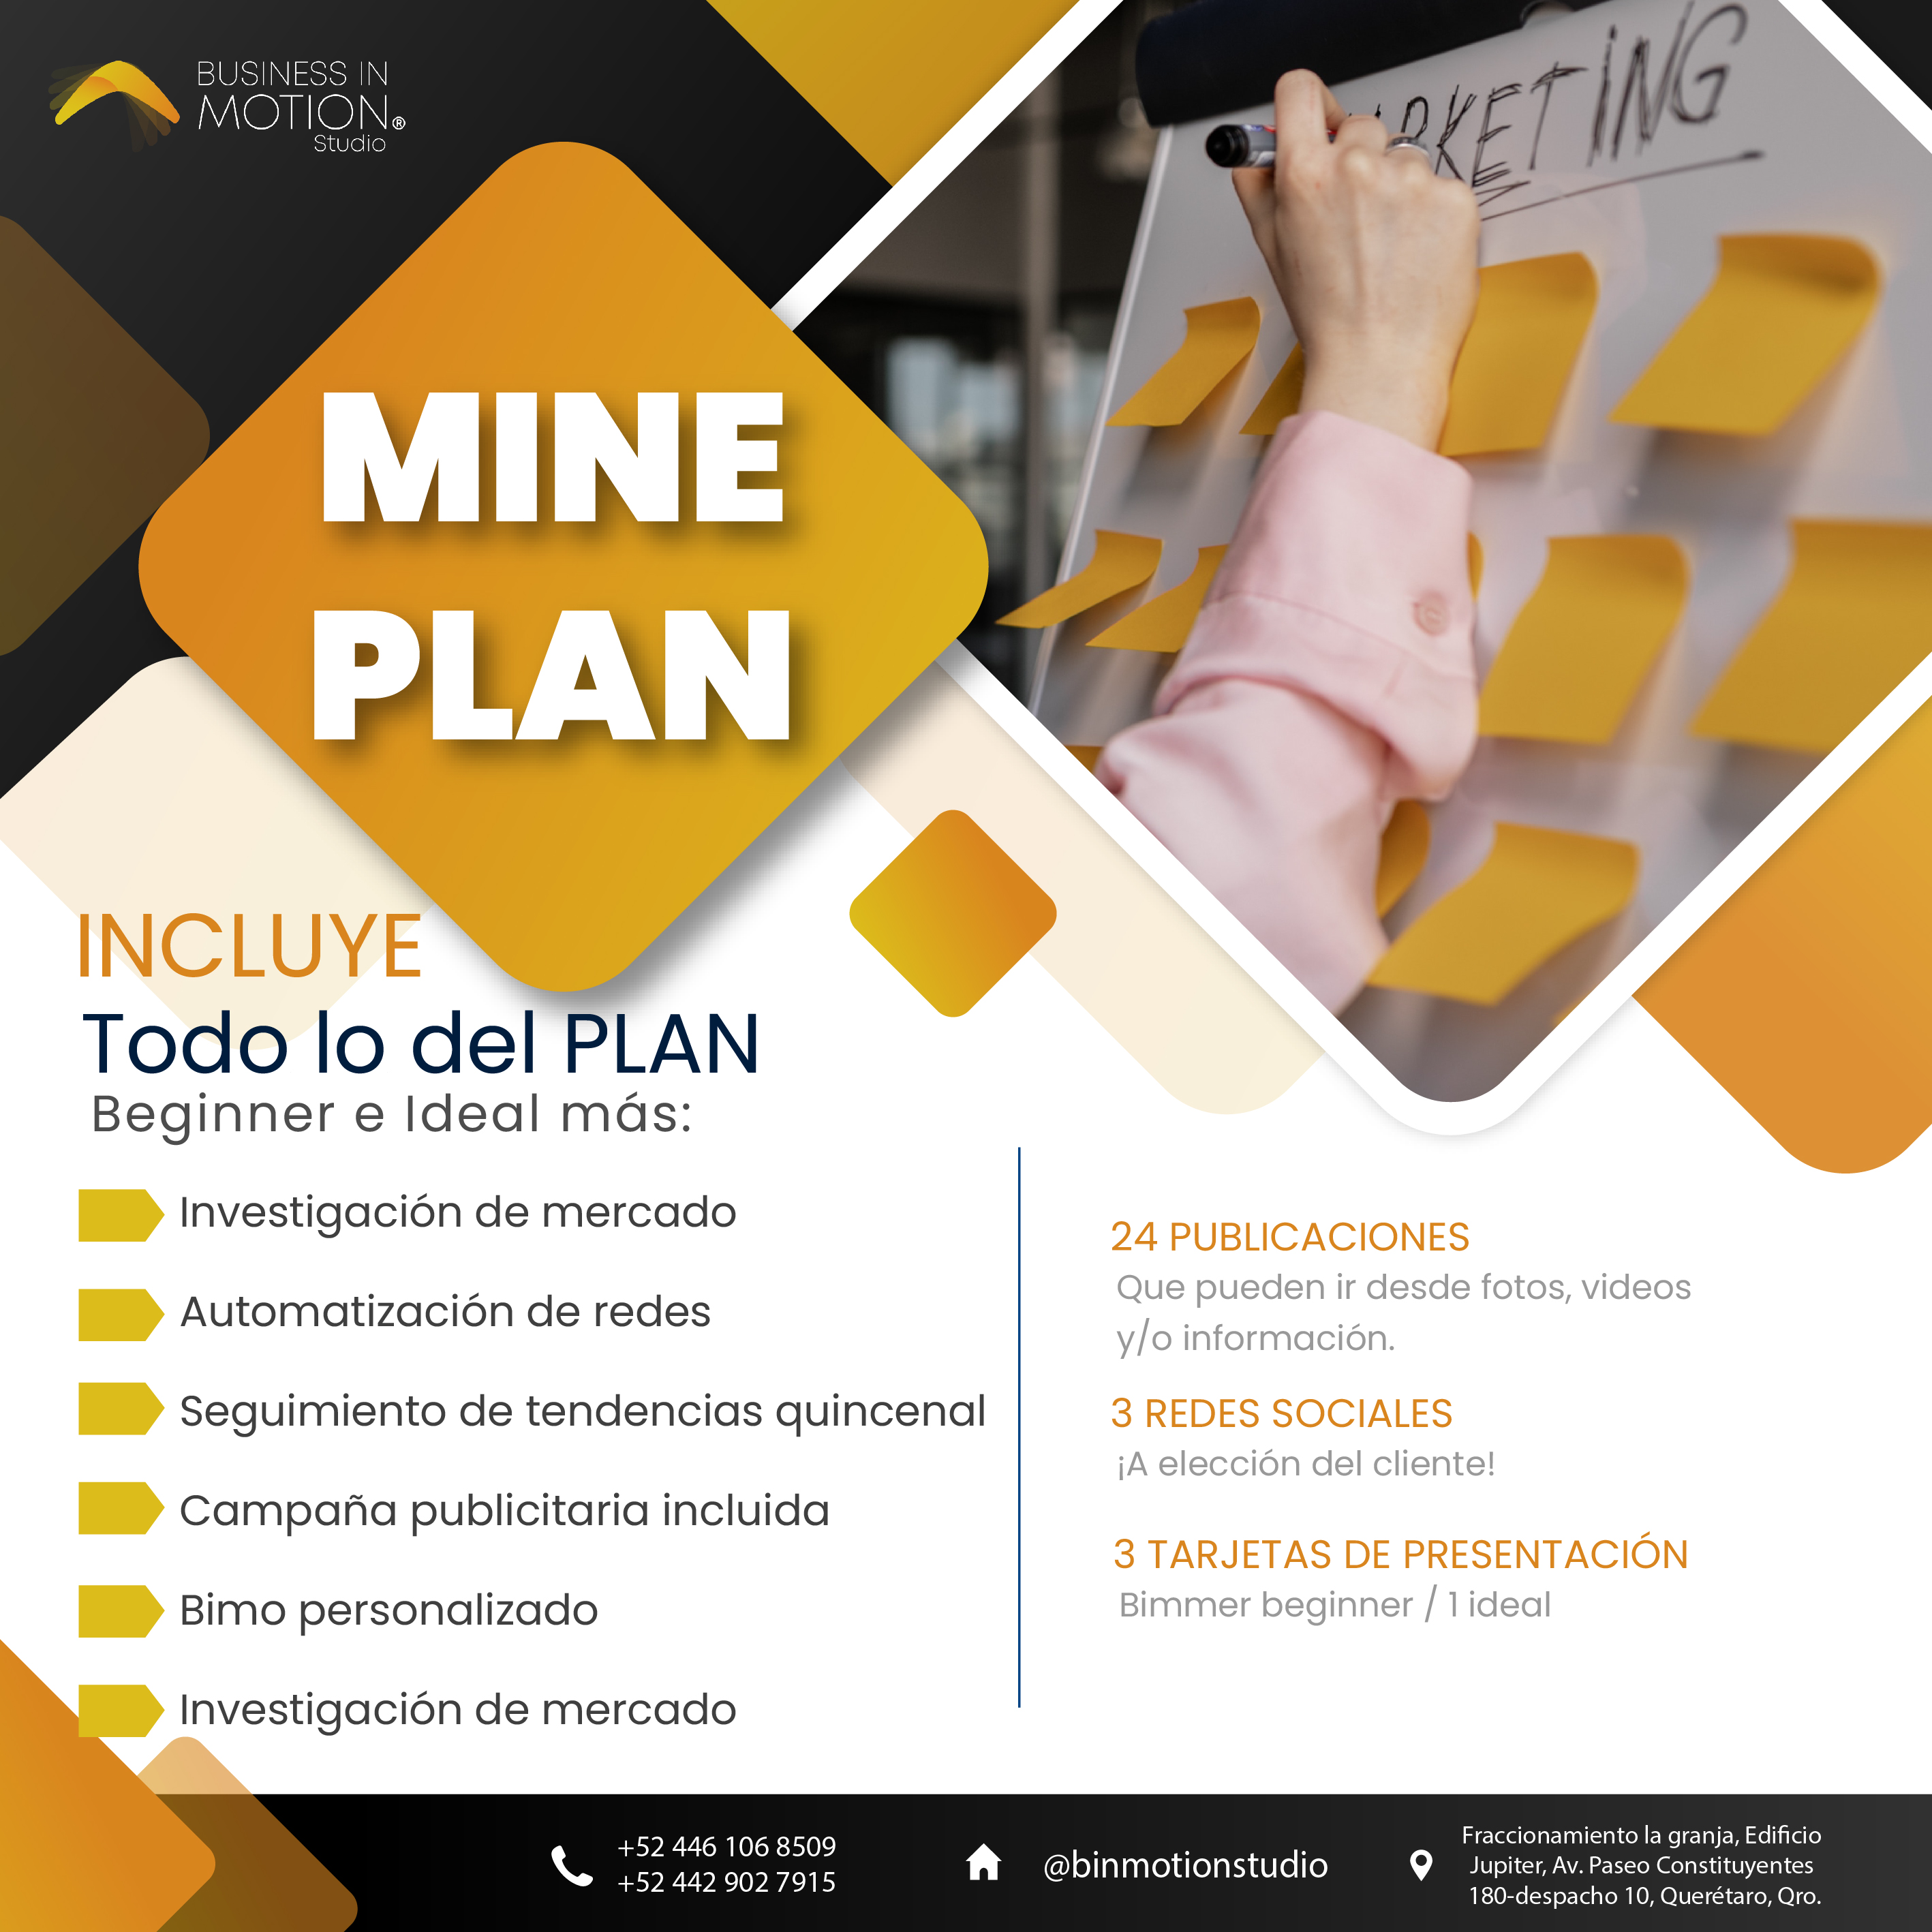 BUSINESS IN
MOTION®
Studio
MARKETING
MINE
PLAN
INCLUYE
Todo lo del PLAN
Beginner e Ideal más:
Investigación de mercado
Automatización de redes
Seguimiento de tendencias quincenal
Campaña publicitaria incluida
Bimo personalizado
Investigación de mercado
24 PUBLICACIONES
Que pueden ir desde fotos, videos
y/o información.
3 REDES SOCIALES
¡A elección del cliente!
3 TARJETAS DE PRESENTACIÓN
Bimmer beginner / 1 ideal
+52 446 106 8509
+52 442 902 7915
@binmotionstudio
Fraccionamiento la granja, Edificio
Jupiter, Av. Paseo Constituyentes
180-despacho 10, Querétaro, Qro.